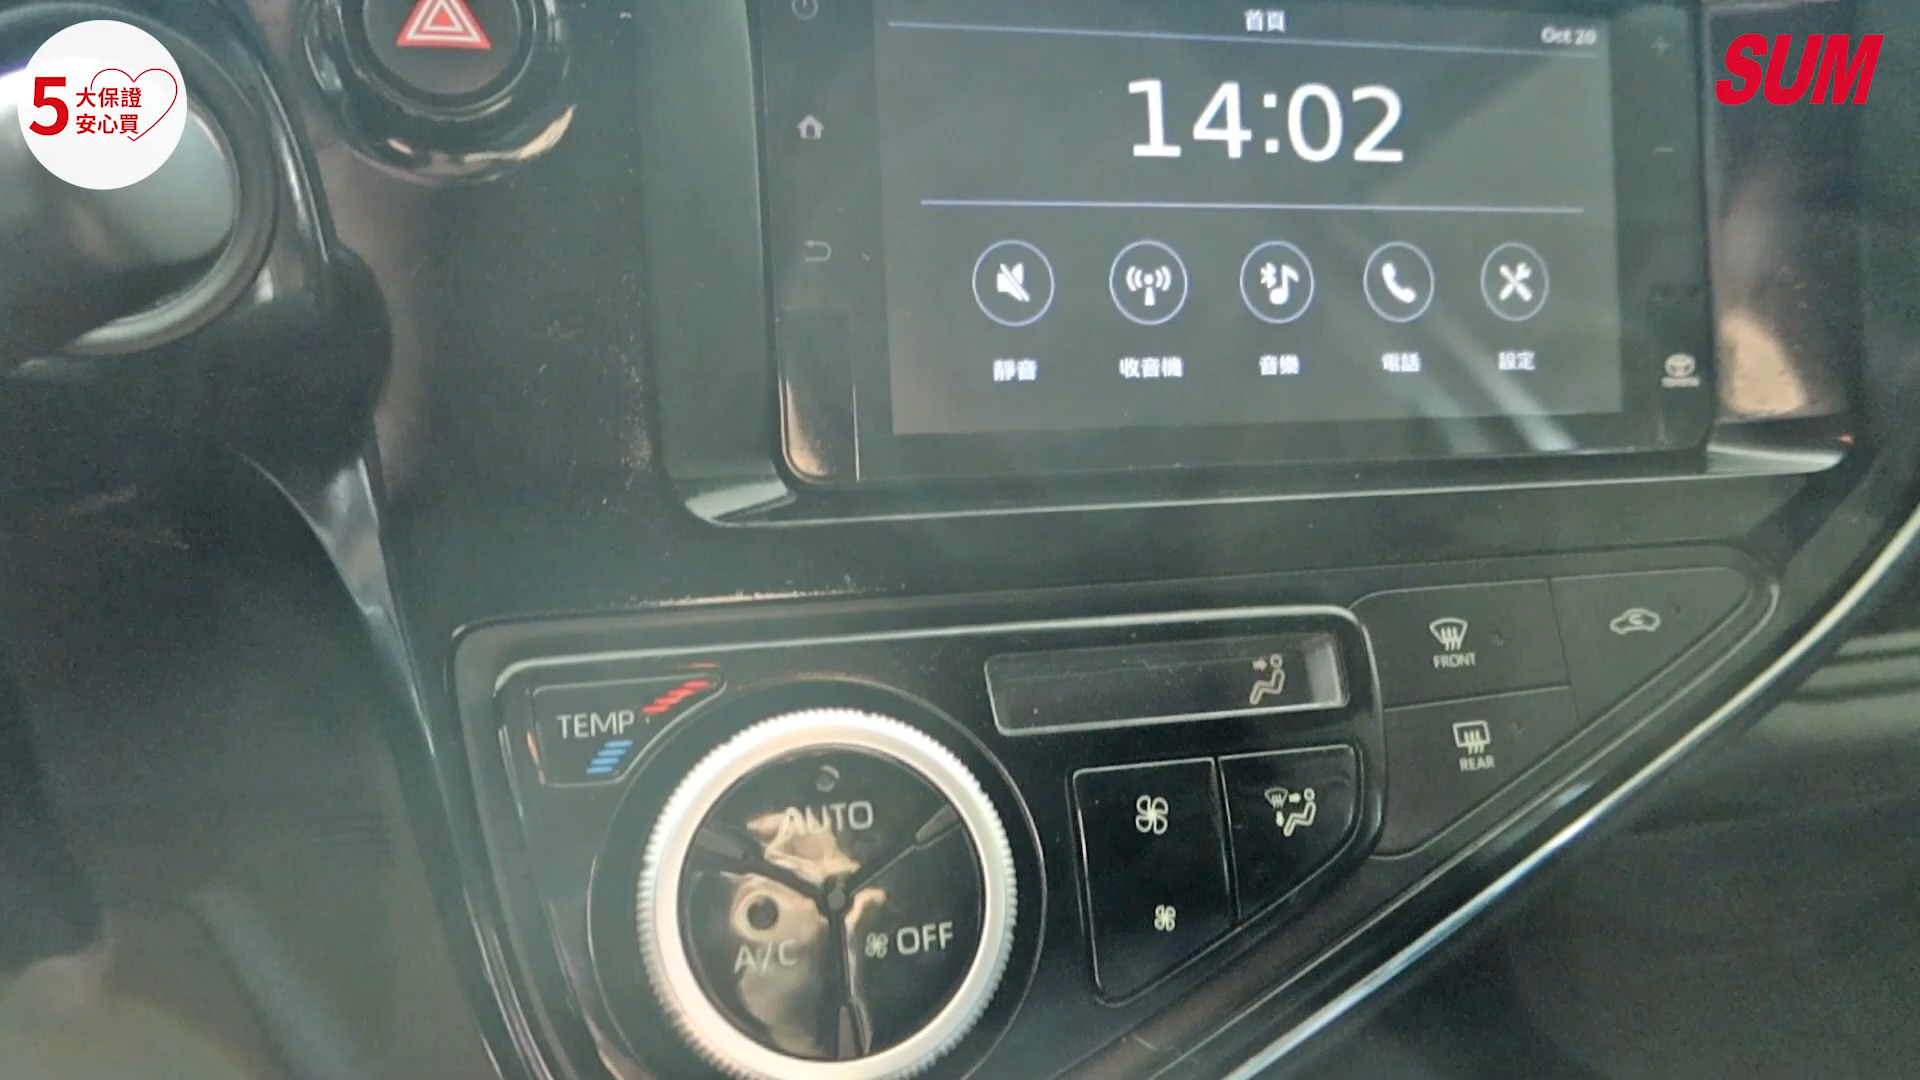 5 大保證
安心買
SUM
首頁
Oct 20
14:02
靜音 收音機 音樂 電話 設定
TOYOTA
TEMP
FRONT
REAR
AUTO
A/C
OFF